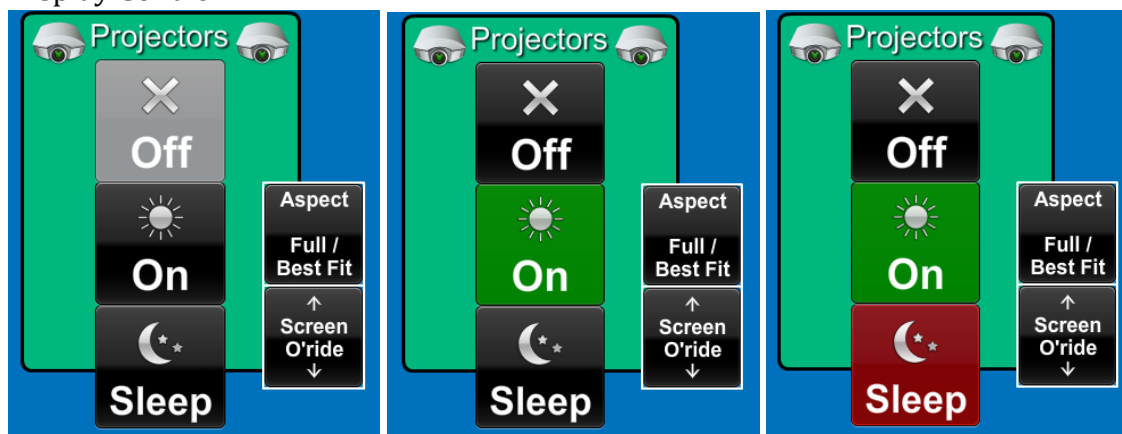 Projectors
Off
On
Sleep
Aspect
Full /
Best Fit
↑
Screen
O'ride
↓
Projectors
Off
On
Sleep
Aspect
Full /
Best Fit
↑
Screen
O'ride
↓
Projectors
Off
On
Sleep
Aspect
Full /
Best Fit
↑
Screen
O'ride
↓